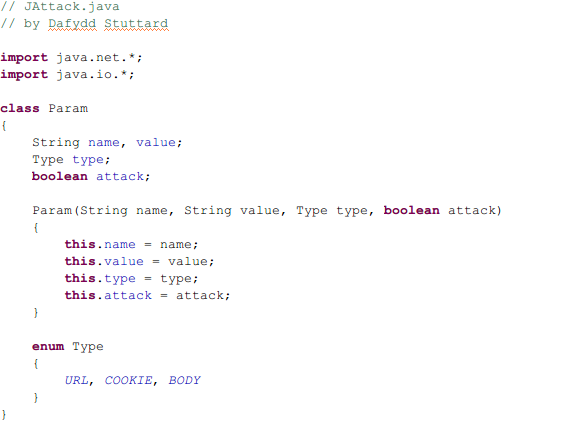 // JAttack.java
// by Dafydd Stuttard
import java.net.*;
import java.io.*;
class Param
{
String name, value;
Type type;
boolean attack;
Param(String name, String value, Type type, boolean attack)
{
this.name = name;
this.value = value;
this.type = type;
this.attack = attack;
}
enum Type
{
URL, COOKIE, BODY
}
}